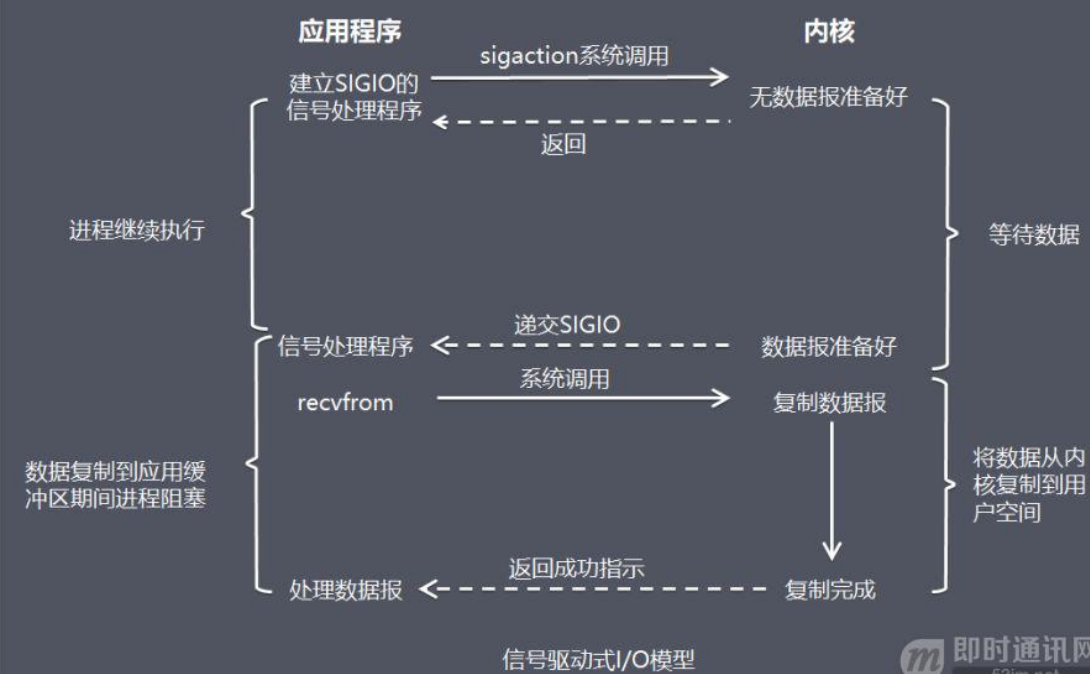 应用程序
内核
sigaction系统调用
建立SIGIO的
信号处理程序
无数据报准备好
返回
进程继续执行
等待数据
递交SIGIO
信号处理程序
数据报准备好
系统调用
recvfrom
复制数据报
数据复制到应用缓
冲区期间进程阻塞
将数据从内
核复制到用
户空间
返回成功指示
处理数据报
复制完成
信号驱动式I/O模型
即时通讯网